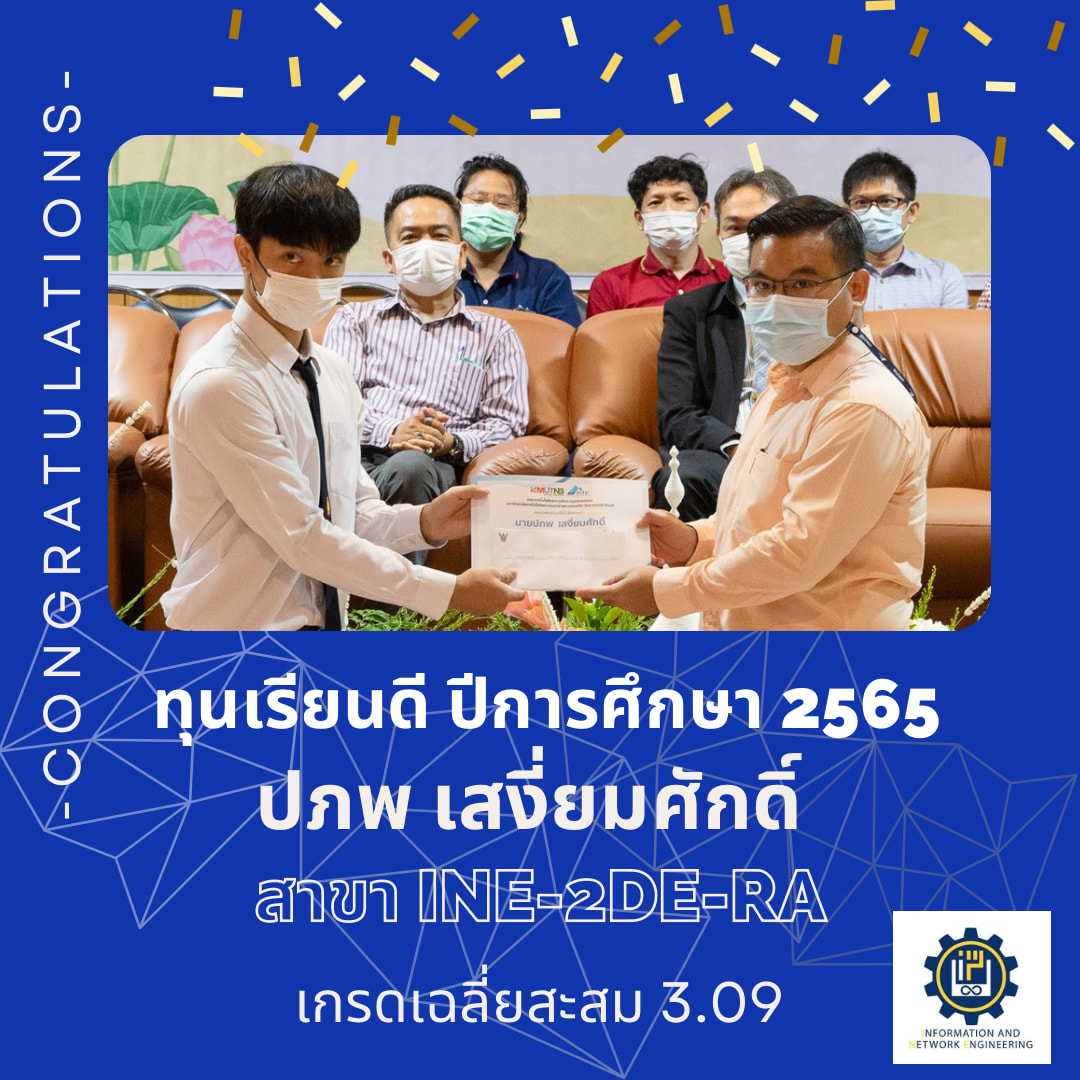 -CONGRATULATIONS-
KMUTNB
นายปภพ เสงี่ยมศักดิ์
ทุนเรียนดี ปีการศึกษา 2565
ปภพ เสงี่ยมศักดิ์
สาขา INE-2DE-RA
เกรดเฉลี่ยสะสม 3.09
INFORMATION AND
NETWORK ENGINEERING